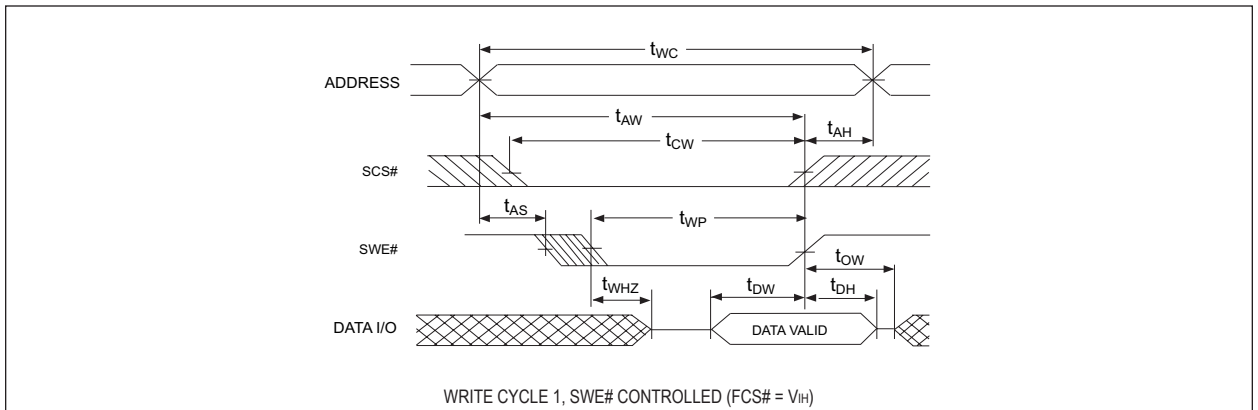 tWC
ADDRESS
tAW
tAH
tCW
SCS#
tAS
tWP
SWE#
tOW
tWHZ
tDW
tDH
DATA I/O
DATA VALID
WRITE CYCLE 1, SWE# CONTROLLED (FCS# = VIH)